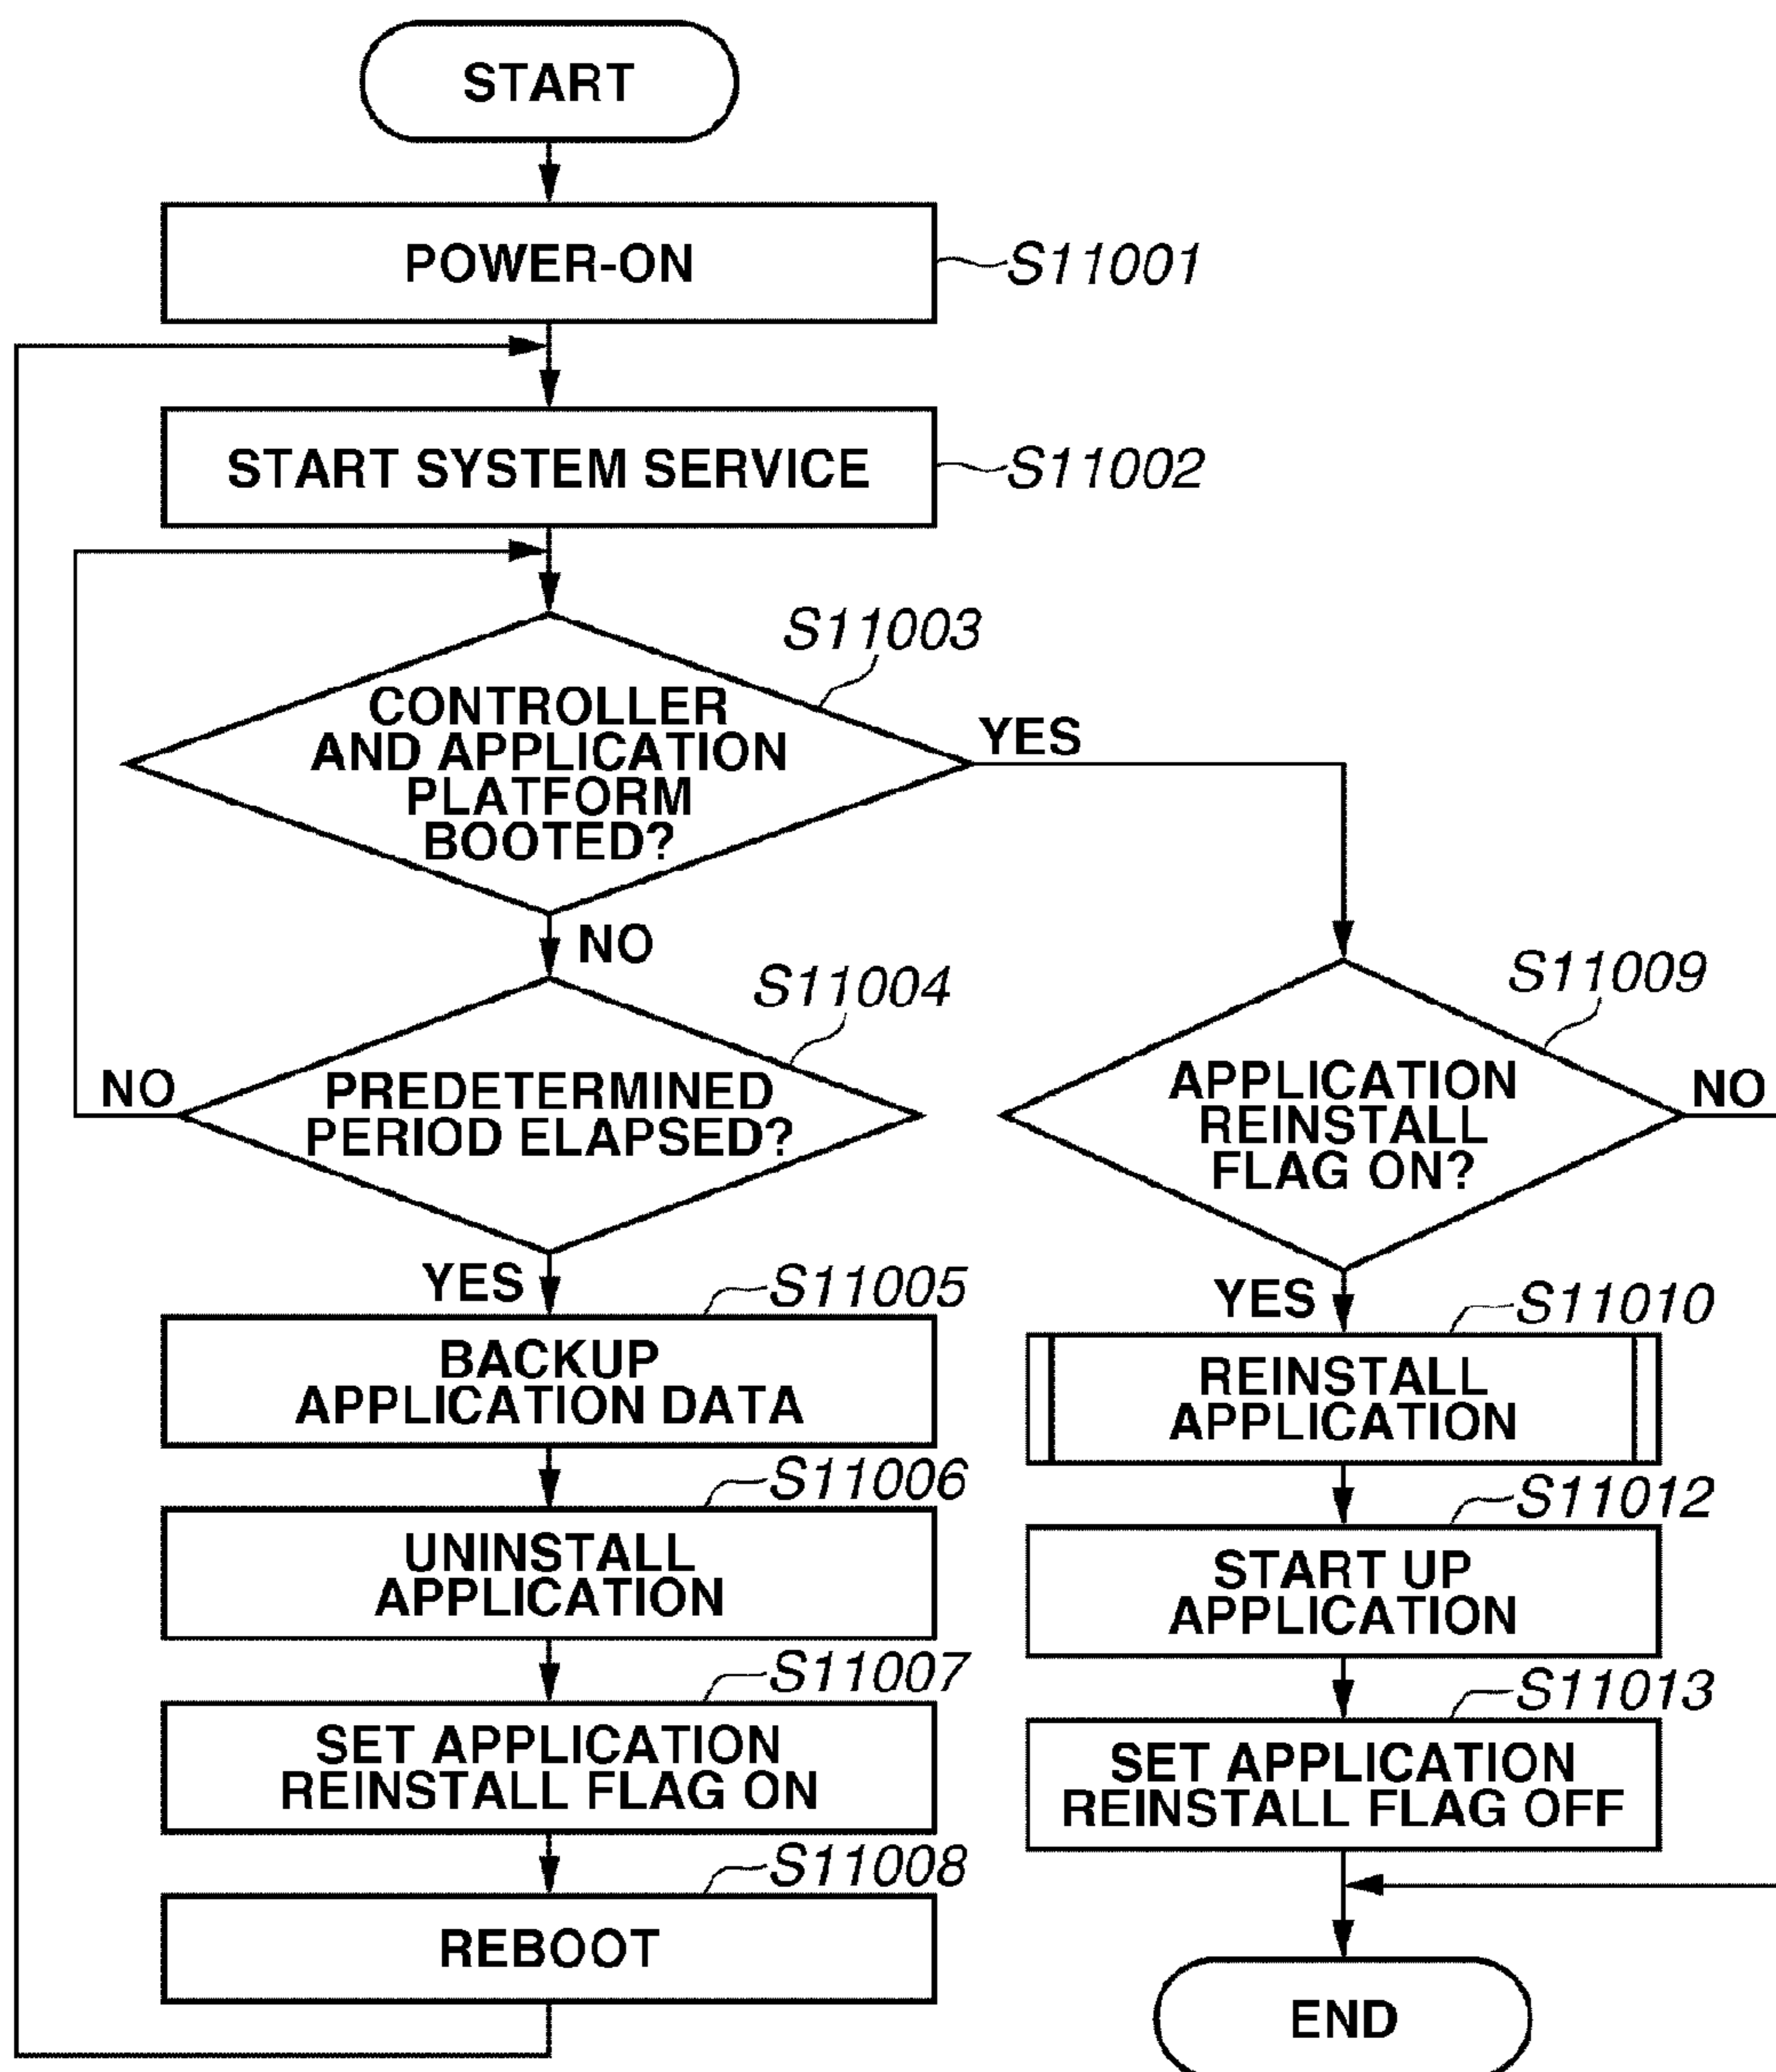 START
POWER-ON
S11001
START SYSTEM SERVICE
S11002
S11003
CONTROLLER
AND APPLICATION
PLATFORM
BOOTED?
YES
NO
S11004
PREDETERMINED
PERIOD ELAPSED?
NO
YES
S11005
BACKUP
APPLICATION DATA
S11006
UNINSTALL
APPLICATION
S11007
SET APPLICATION
REINSTALL FLAG ON
S11008
REBOOT
S11009
APPLICATION
REINSTALL
FLAG ON?
NO
YES
S11010
REINSTALL
APPLICATION
S11012
START UP
APPLICATION
S11013
SET APPLICATION
REINSTALL FLAG OFF
END